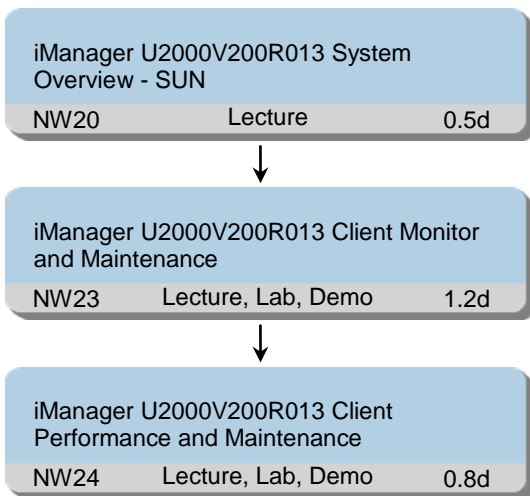 iManager U2000V200R013 System
Overview - SUN
NW20 Lecture 0.5d
iManager U2000V200R013 Client Monitor
and Maintenance
NW23 Lecture, Lab, Demo 1.2d
iManager U2000V200R013 Client
Performance and Maintenance
NW24 Lecture, Lab, Demo 0.8d